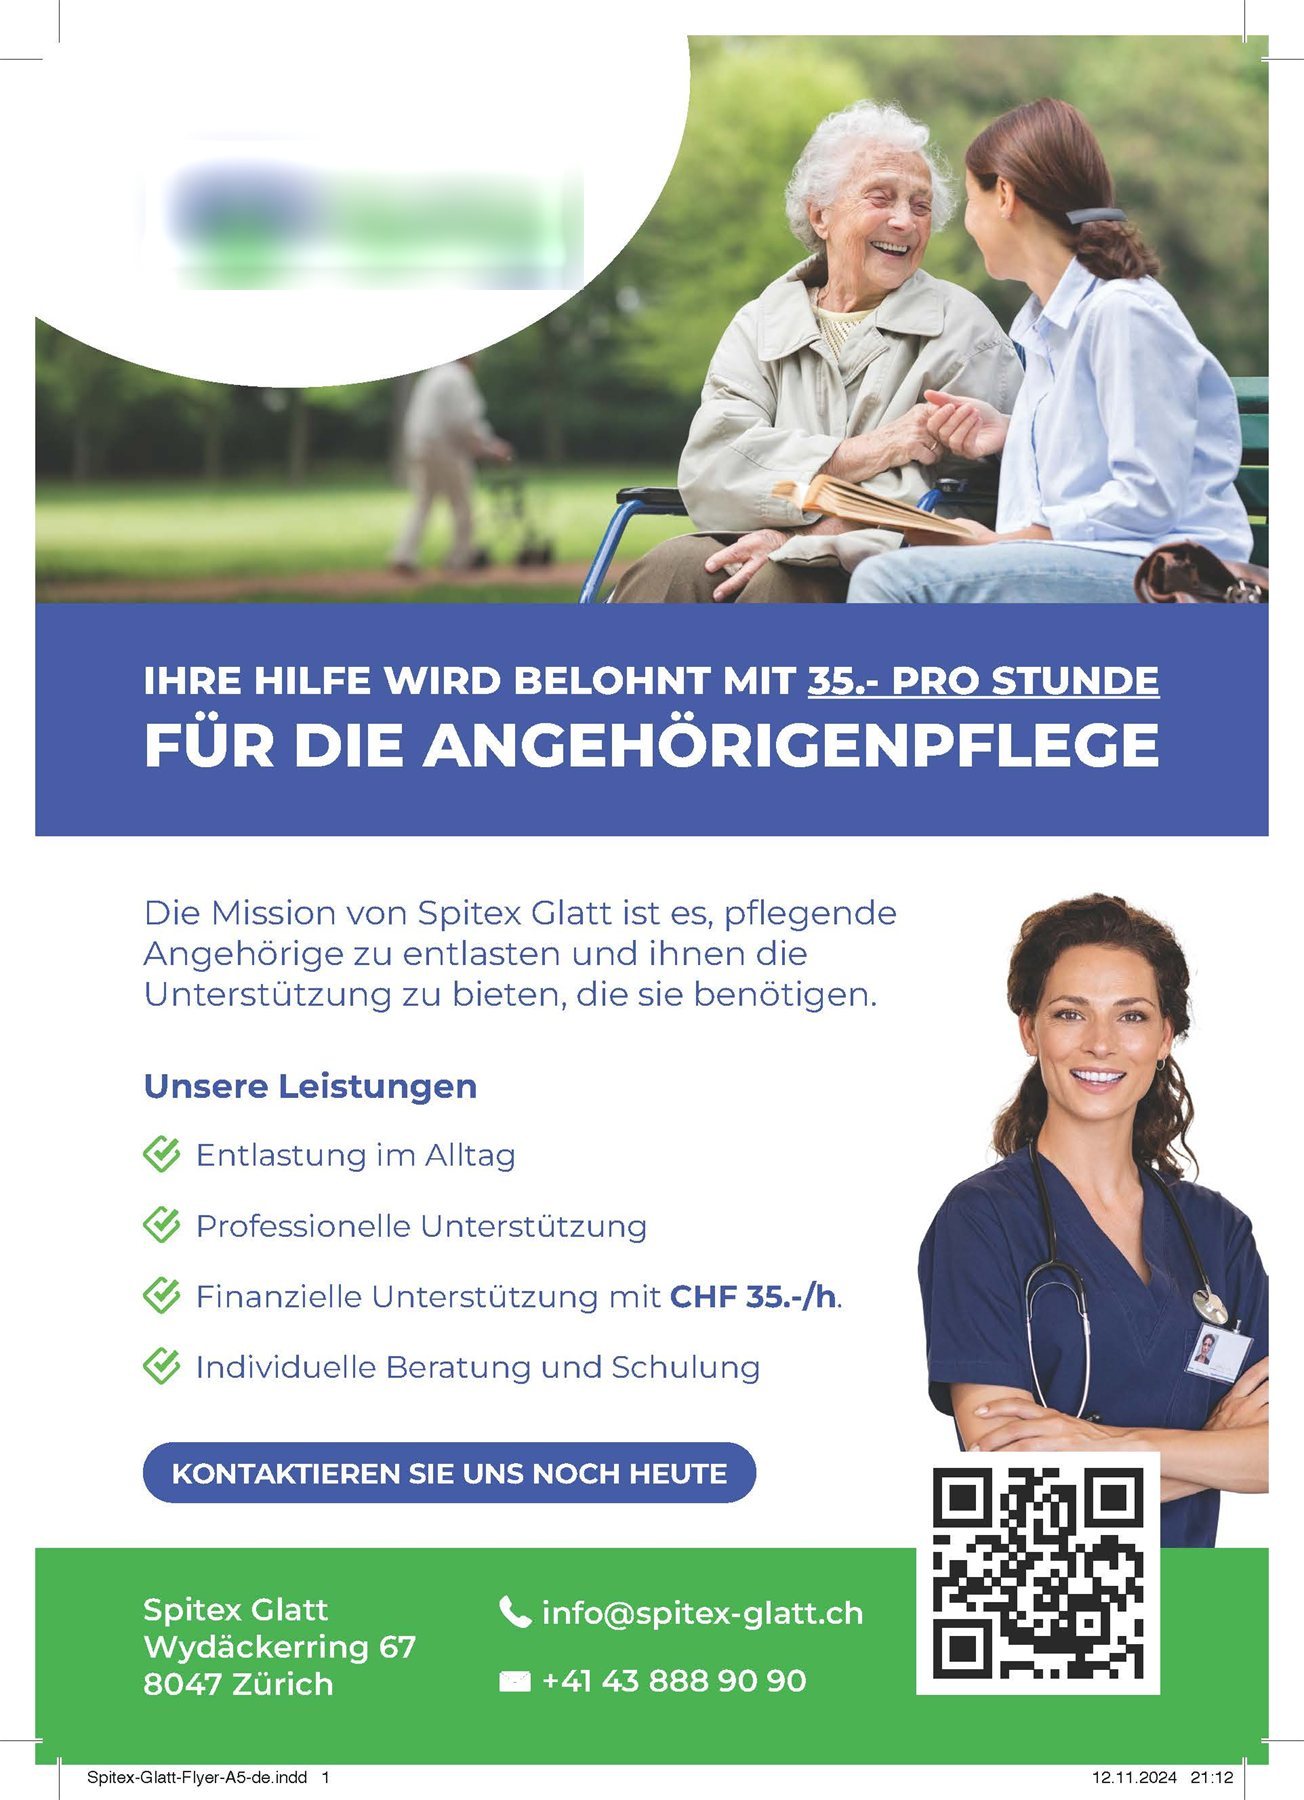 IHRE HILFE WIRD BELOHNT MIT 35.- PRO STUNDE
FÜR DIE ANGEHÖRIGENPFLEGE
Die Mission von Spitex Glatt ist es, pflegende
Angehörige zu entlasten und ihnen die
Unterstützung zu bieten, die sie benötigen.
Unsere Leistungen
Entlastung im Alltag
Professionelle Unterstützung
Finanzielle Unterstützung mit CHF 35.-/h.
Individuelle Beratung und Schulung
KONTAKTIEREN SIE UNS NOCH HEUTE
Spitex Glatt
Wydäckerring 67
8047 Zürich
info@spitex-glatt.ch
+41 43 888 90 90
Spitex-Glatt-Flyer-A5-de.indd 1
12.11.2024 21:12